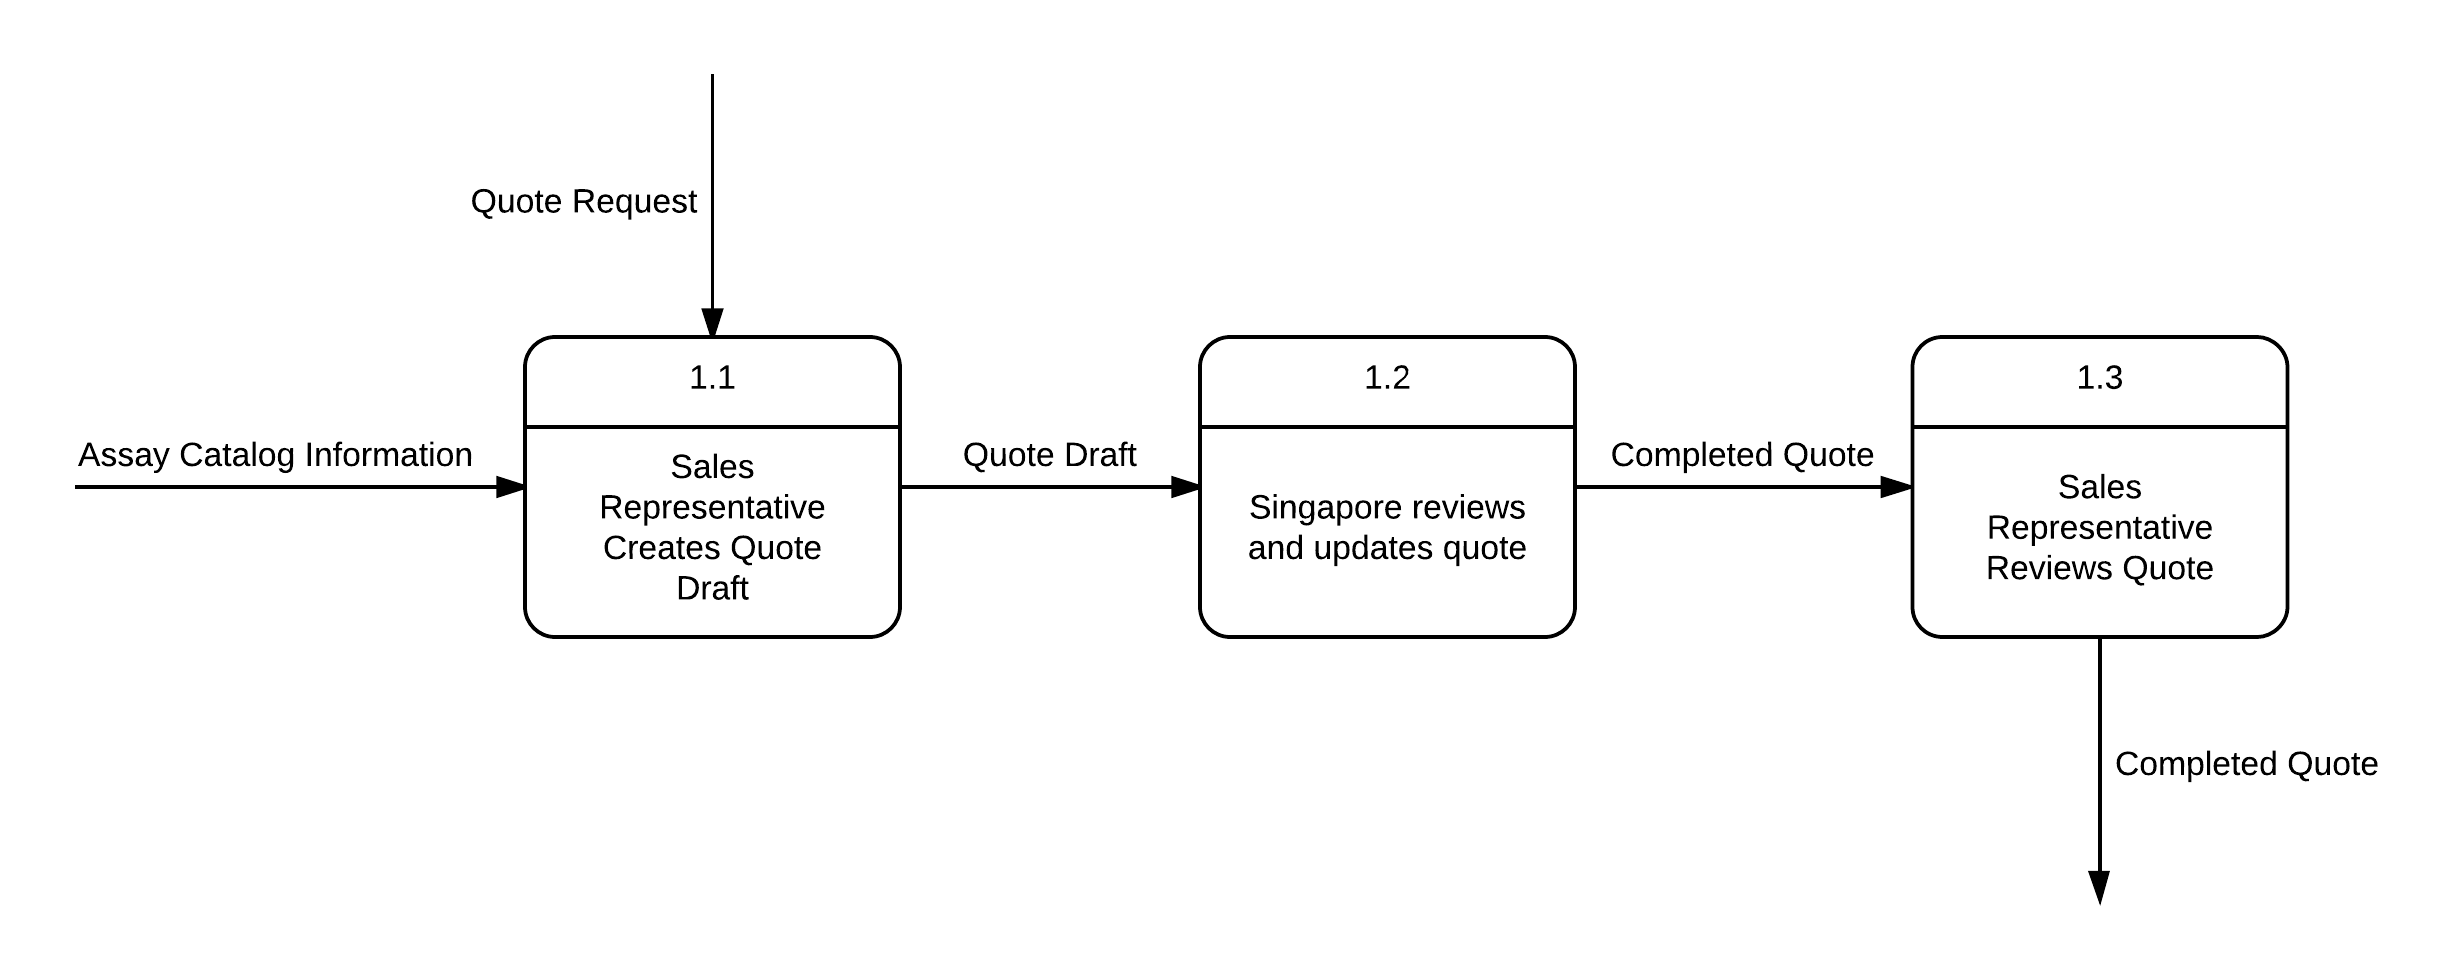 Quote Request
Assay Catalog Information
1.1
Sales
Representative
Creates Quote
Draft
Quote Draft
1.2
Singapore reviews
and updates quote
Completed Quote
1.3
Sales
Representative
Reviews Quote
Completed Quote